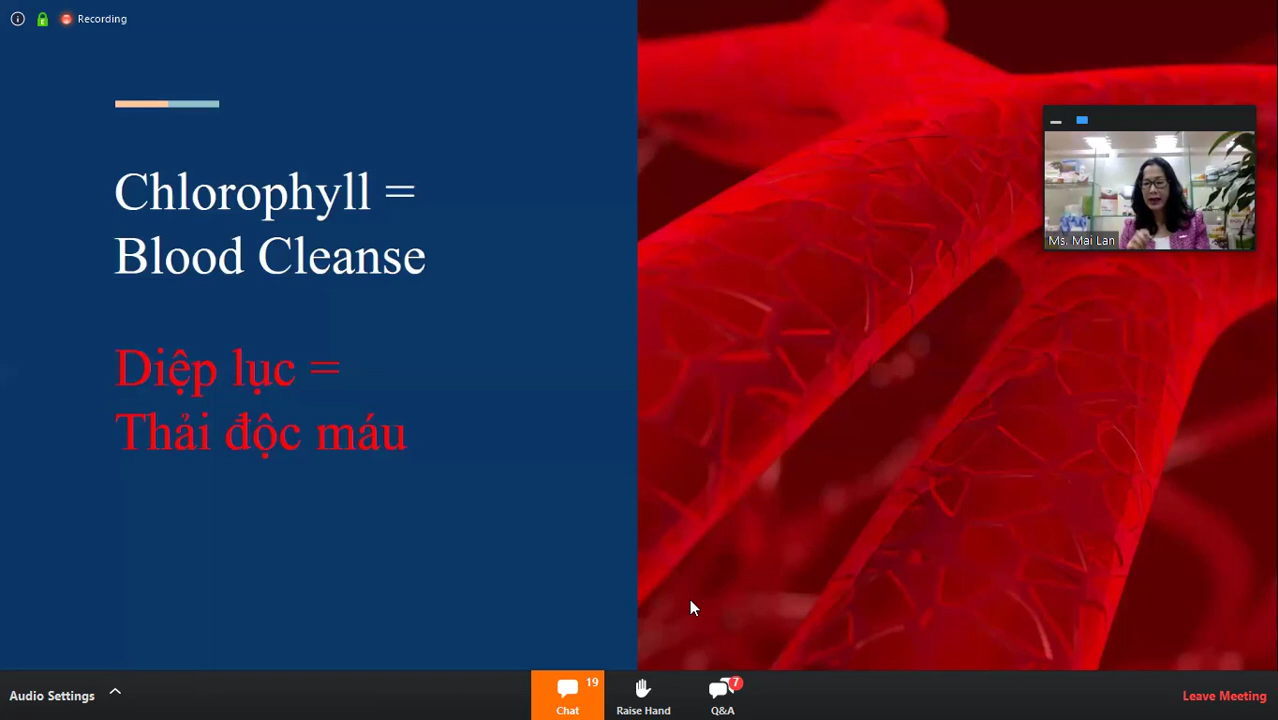 Recording
Chlorophyll =
Blood Cleanse
Diệp lục =
Thải độc máu
Ms. Mai Lan
Audio Settings
19
Chat
Raise Hand
7
Q&A
Leave Meeting